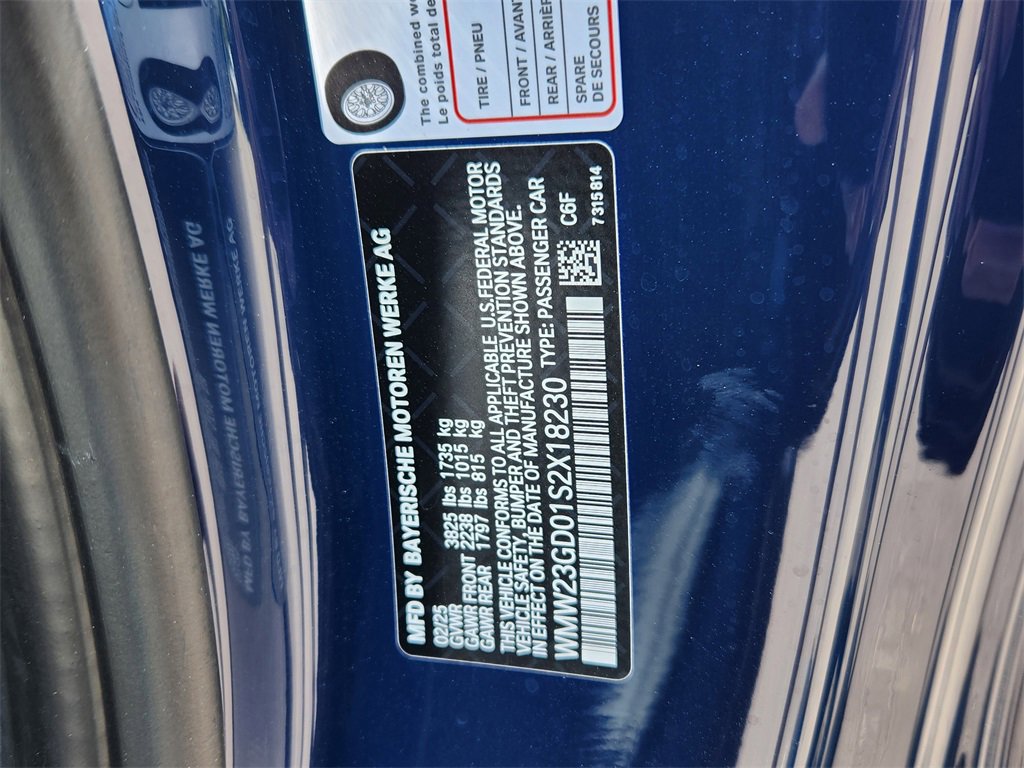 The combined w
Le poids total de
TIRE / PNEU
FRONT / AVANT
REAR / ARRIÈR
SPARE
DE SECOURS
MFD BY BAYERISCHE MOTOREN WERKE AG
02/25
GVWR 3825 lbs 1735 kg
GAWR FRONT 2238 lbs 1015 kg
GAWR REAR 1797 lbs 815 kg
THIS VEHICLE CONFORMS TO ALL APPLICABLE U.S.FEDERAL MOTOR
VEHICLE SAFETY, BUMPER AND THEFT PREVENTION STANDARDS
IN EFFECT ON THE DATE OF MANUFACTURE SHOWN ABOVE.
WMW23GD01S2X18230 TYPE: PASSENGER CAR
C6F
7315814